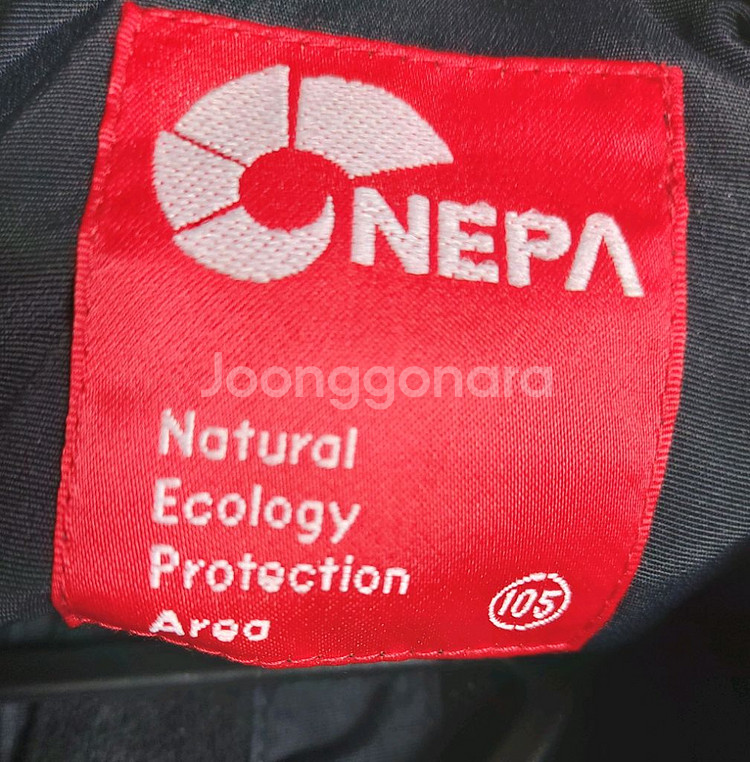 NEPA
Joonggonara
Natural
Ecology
Protection
Area
105